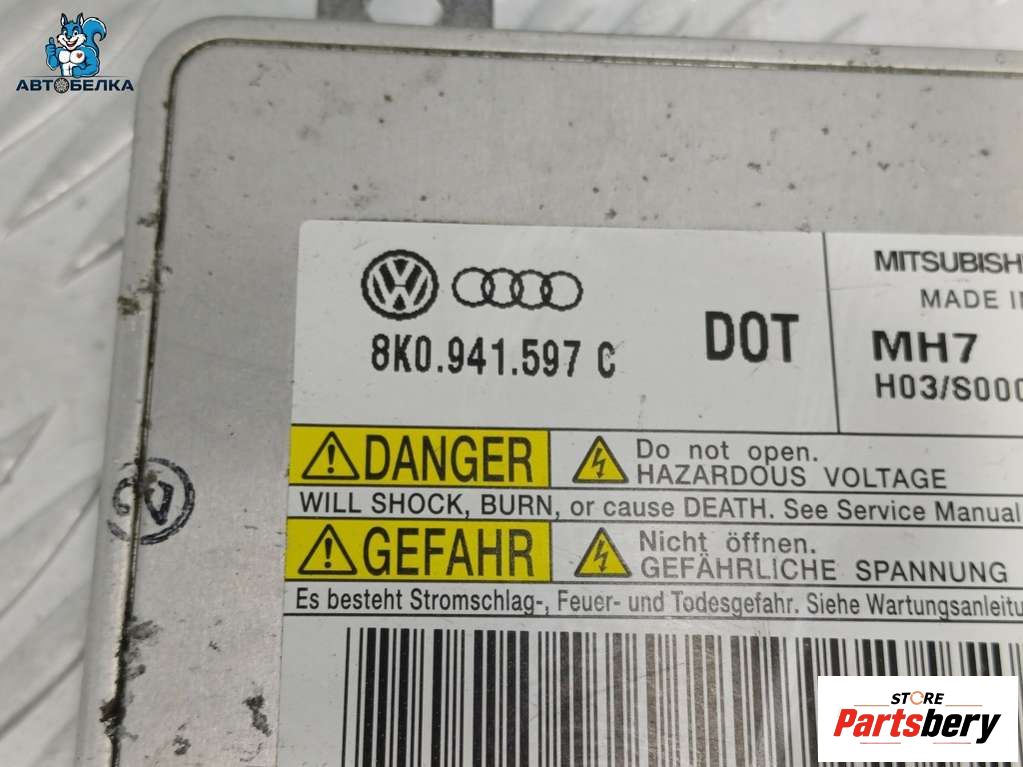 АВТОБЕЛКА
8K0.941.597 C
DOT
MITSUBISH
MADE IN
MH7
H03/S000
DANGER
Do not open.
HAZARDOUS VOLTAGE
WILL SHOCK, BURN, or cause DEATH. See Service Manual
GEFAHR
Nicht öffnen.
GEFÄHRLICHE SPANNUNG
Es besteht Stromschlag-, Feuer- und Todesgefahr. Siehe Wartungsanleitu
STORE
Partsbery